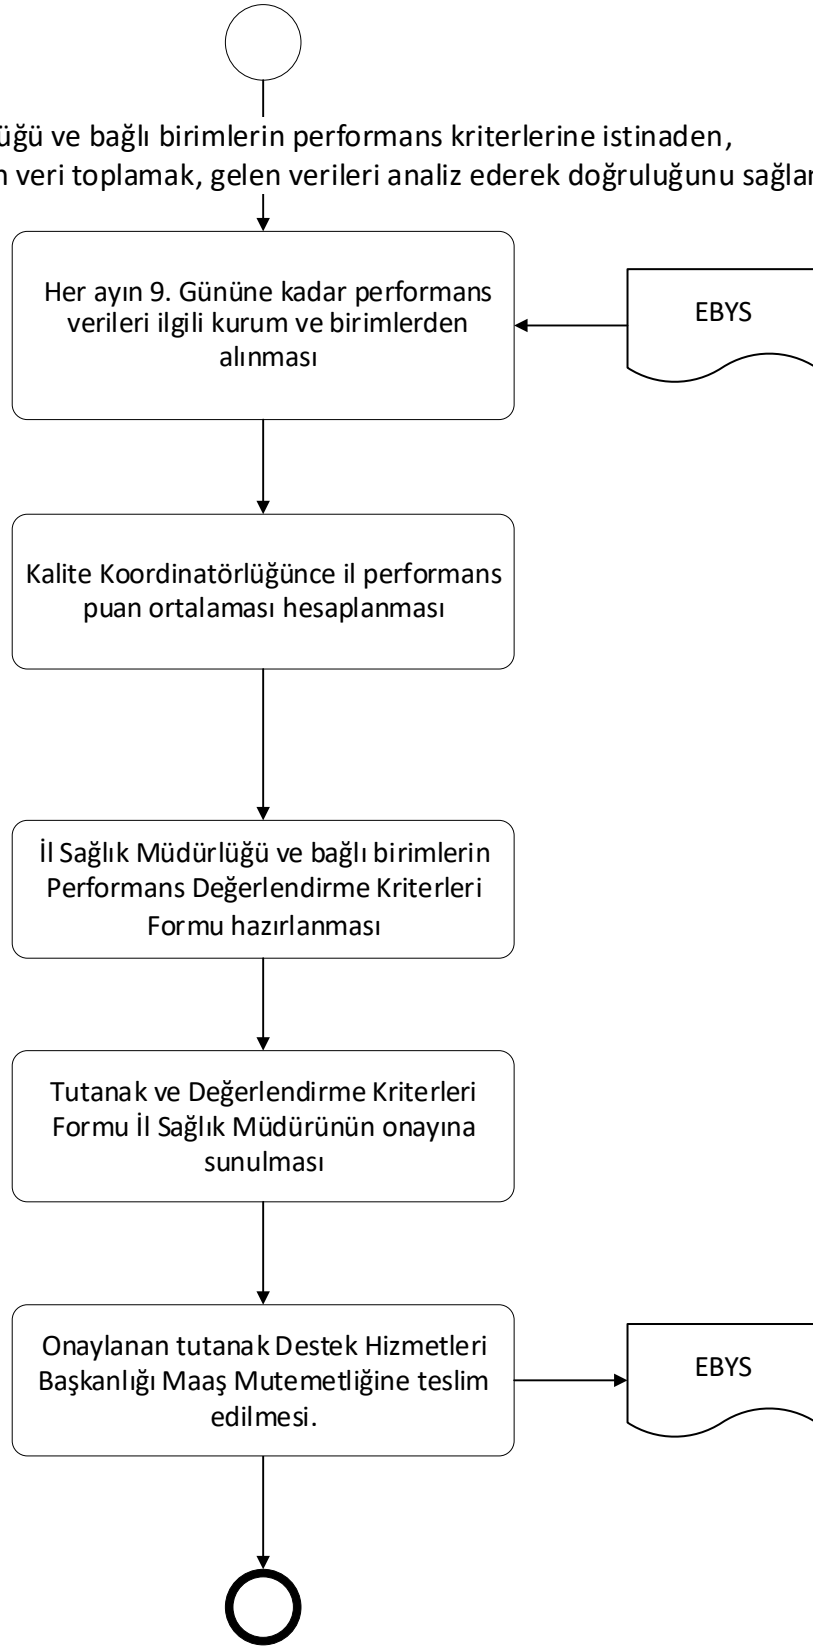 üğü ve bağlı birimlerin performans kriterlerine istinaden,
veri toplamak, gelen verileri analiz ederek doğruluğunu
Her ayın 9. Gününe kadar performans
verileri ilgili kurum ve birimlerden
alınması
EBYS
Kalite Koordinatörlüğünce il performans
puan ortalaması hesaplanması
İl Sağlık Müdürlüğü ve bağlı birimlerin
Performans Değerlendirme Kriterleri
Formu hazırlanması
Tutanak ve Değerlendirme Kriterleri
Formu İl Sağlık Müdürünün onayına
sunulması
Onaylanan tutanak Destek Hizmetleri
Başkanlığı Maaş Mutemetliğine teslim
edilmesi.
EBYS